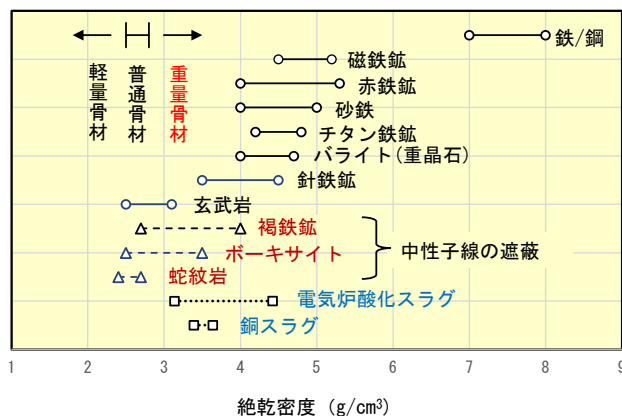 鉄/鋼
軽量骨材
普通骨材
重量骨材
磁鉄鉱
赤鉄鉱
砂鉄
チタン鉄鉱
バライト(重晶石)
針鉄鉱
玄武岩
褐鉄鉱
ボーキサイト
中性子線の遮蔽
蛇紋岩
電気炉酸化スラグ
銅スラグ
1 2 3 4 5 6 7 8 9
絶乾密度 (g/cm³)